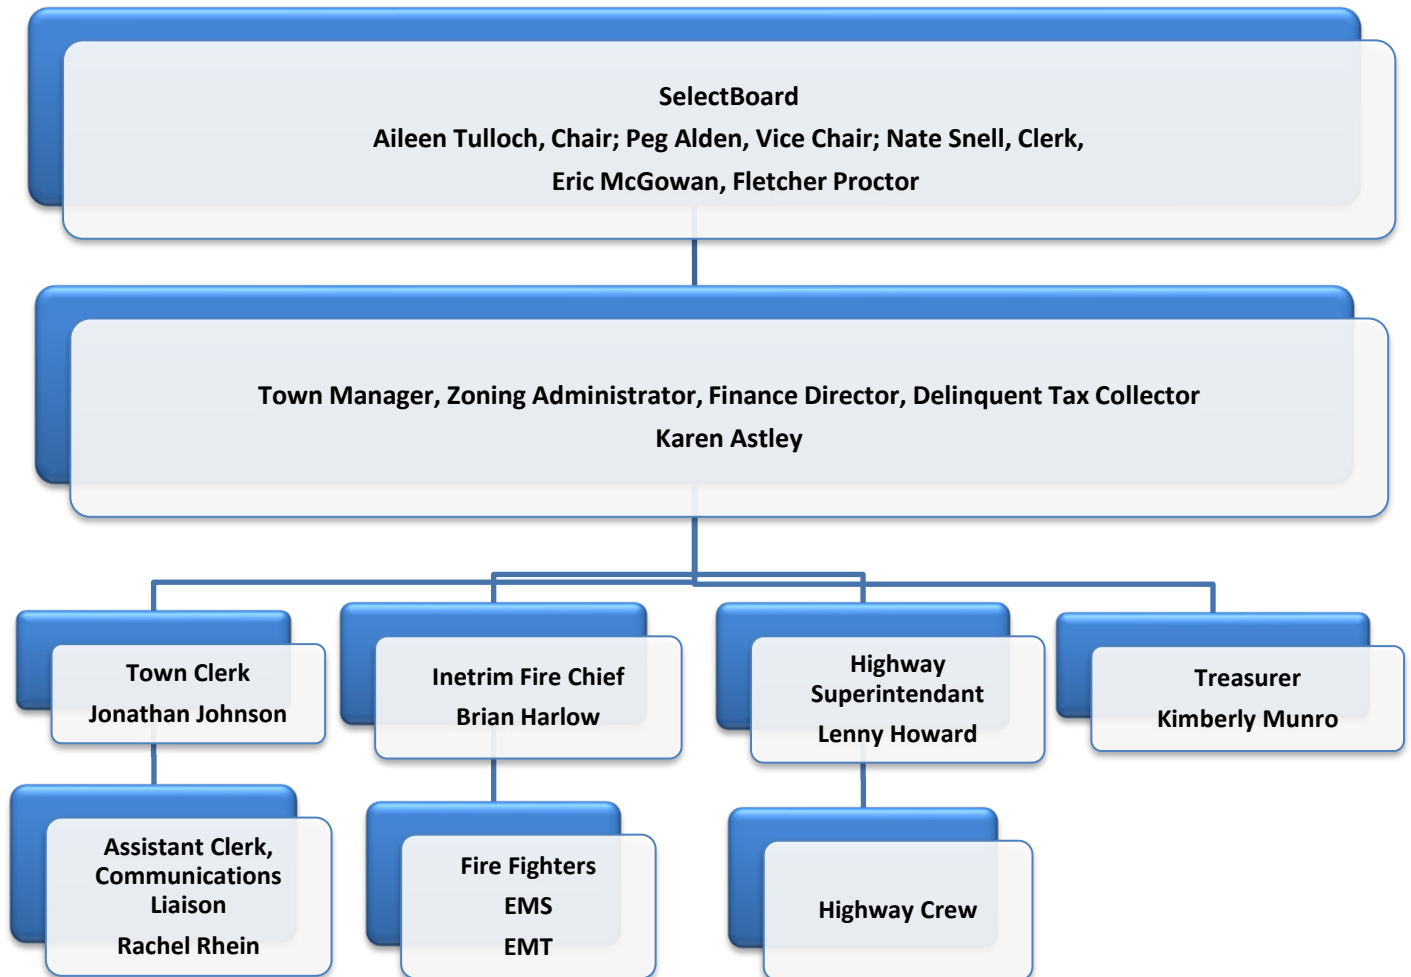 SelectBoard
Aileen Tulloch, Chair; Peg Alden, Vice Chair; Nate Snell, Clerk,
Eric McGowan, Fletcher Proctor
Town Manager, Zoning Administrator, Finance Director, Delinquent Tax Collector
Karen Astley
Town Clerk
Jonathan Johnson
Inetrim Fire Chief
Brian Harlow
Highway
Superintendant
Lenny Howard
Treasurer
Kimberly Munro
Assistant Clerk,
Communications
Liaison
Rachel Rhein
Fire Fighters
EMS
EMT
Highway Crew